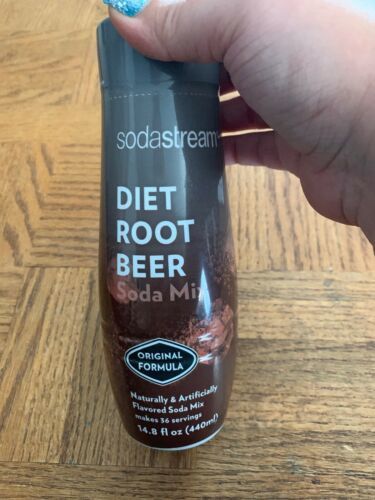 sodastream
DIET
ROOT
BEER
Soda Mix
ORIGINAL
FORMULA
Naturally & Artificially
Flavored Soda Mix
makes 36 servings
14.8 fl oz (440ml)